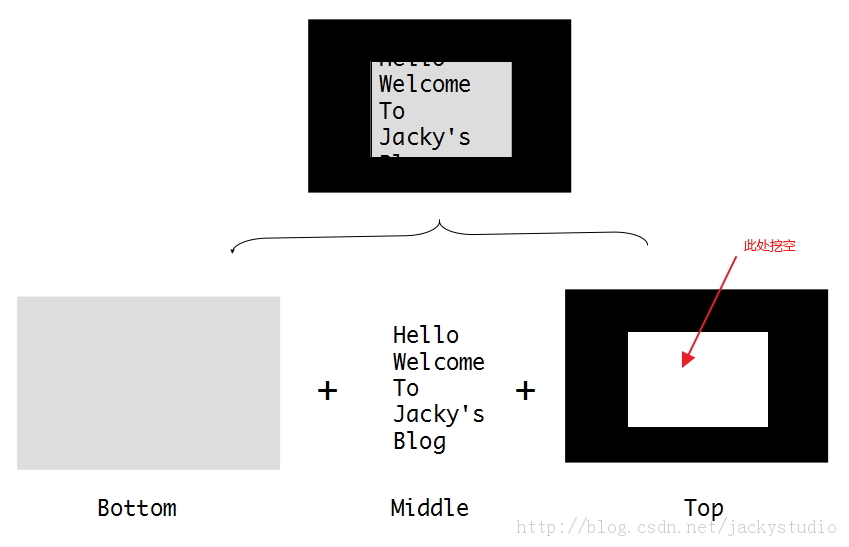 Hello
Welcome
To
Jacky's
Blog
此处挖空
Hello
Welcome
To
Jacky's
Blog
+
+
Bottom
Middle
Top
http://blog.csdn.net/jackystudio